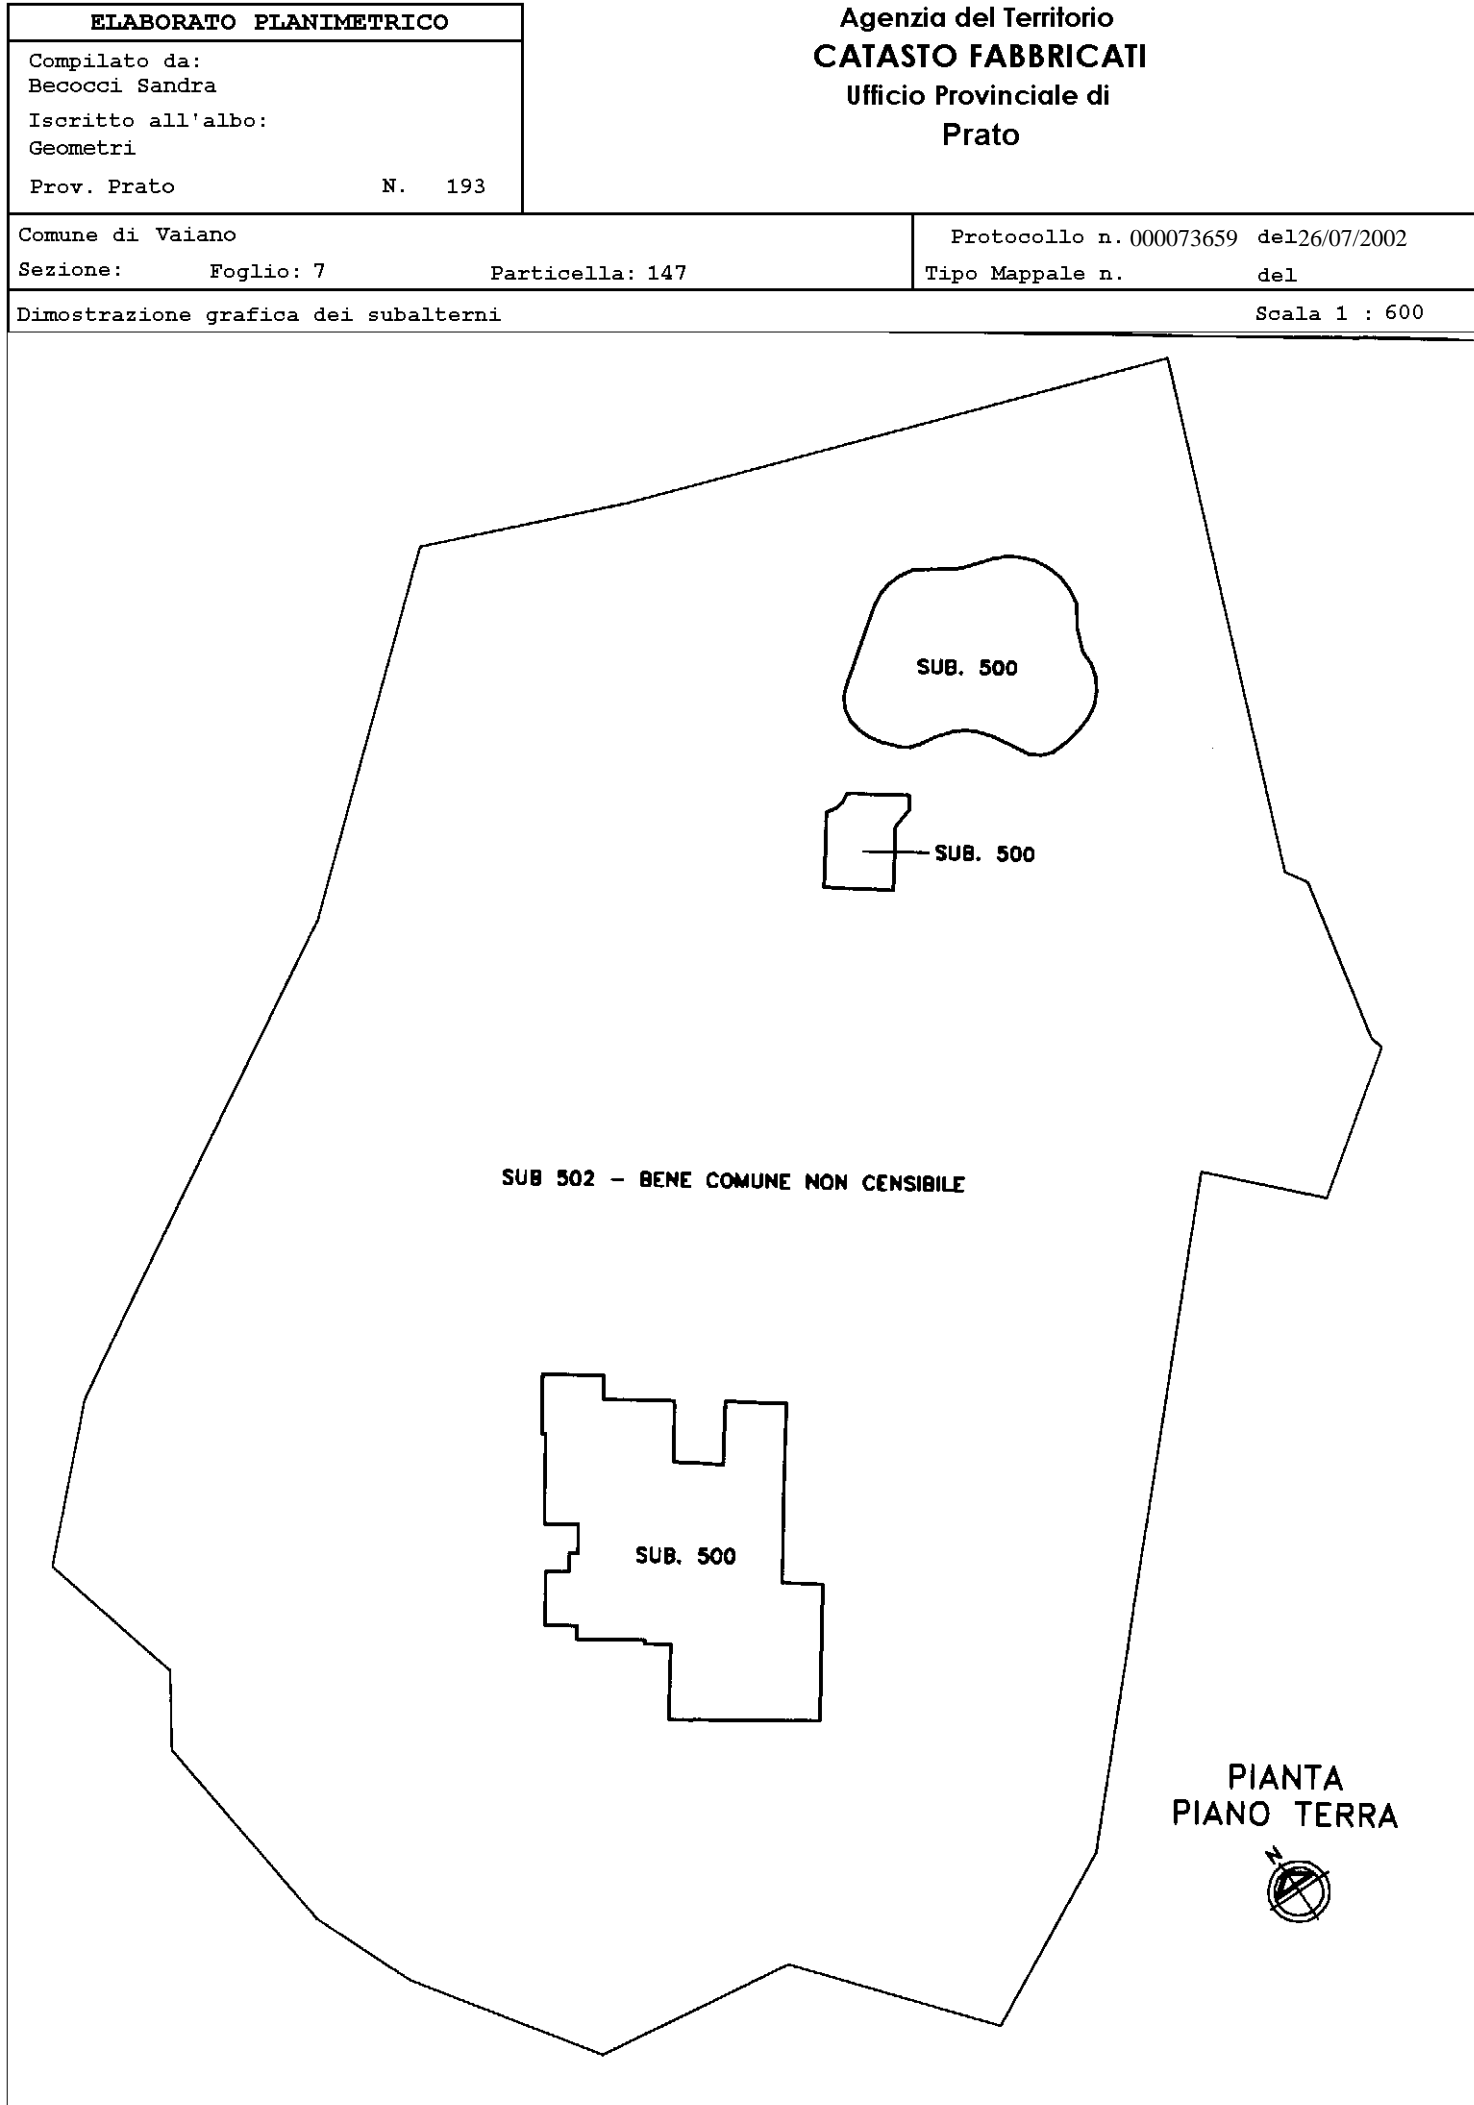 ELABORATO PLANIMETRICO
Compilato da:
Becocci Sandra
Iscritto all'albo:
Geometri
Prov. Prato N. 193
Agenzia del Territorio
CATASTO FABBRICATI
Ufficio Provinciale di
Prato
Comune di Vaiano
Sezione: Foglio: 7 Particella: 147
Protocollo n. 000073659 del 26/07/2002
Tipo Mappale n. del
Dimostrazione grafica dei subalterni Scala 1 : 600
SUB. 500
SUB. 500
SUB 502 – BENE COMUNE NON CENSIBILE
SUB. 500
PIANTA
PIANO TERRA
N